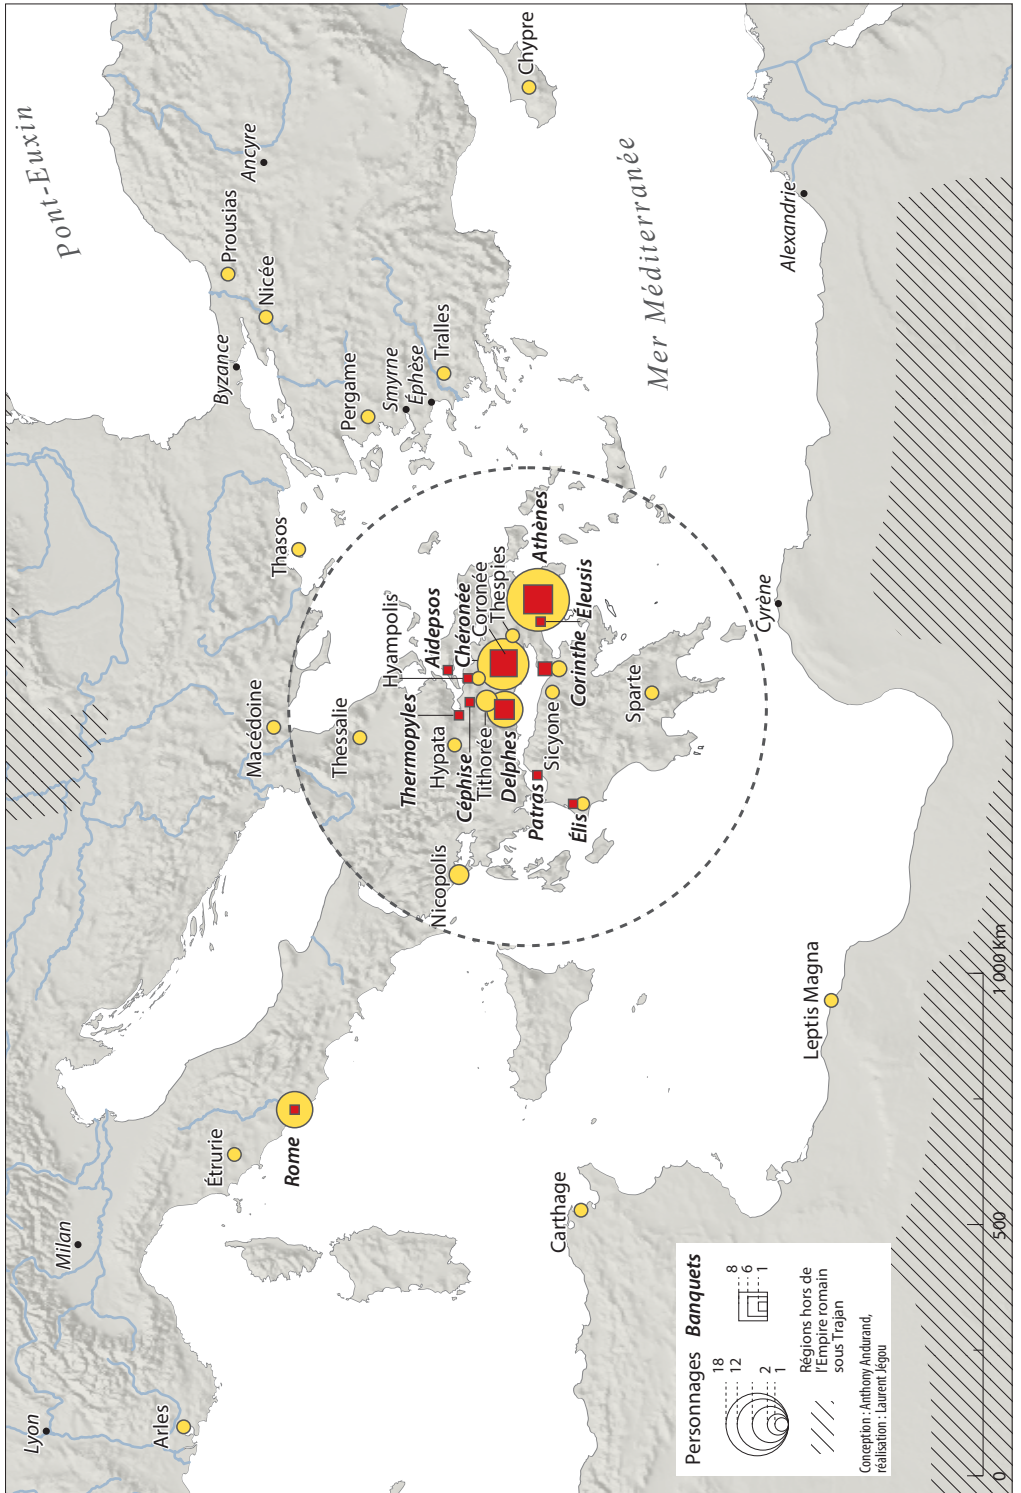 Pont-Euxin
Mer Méditerranée
Lyon
Arles
Milan
Étrurie
Rome
Carthage
Leptis Magna
Macédoine
Thessalie
Nicopolis
Hypata
Thermopyles
Céphise
Tithorée
Delphes
Hyampolis
Aidepsos
Chéronée
Coronée
Thespies
Athènes
Éleusis
Corinthe
Sicyone
Patras
Élis
Sparte
Thasos
Byzance
Nicée
Prousias
Ancyre
Pergame
Smyrne
Éphèse
Tralles
Chypre
Alexandrie
Cyrène
Personnages
18
12
2
1
Banquets
8
6
1
Régions hors de
l'Empire romain
sous Trajan
Conception : Anthony Andurand,
réalisation : Laurent Jégou
0
500
1 000 Km